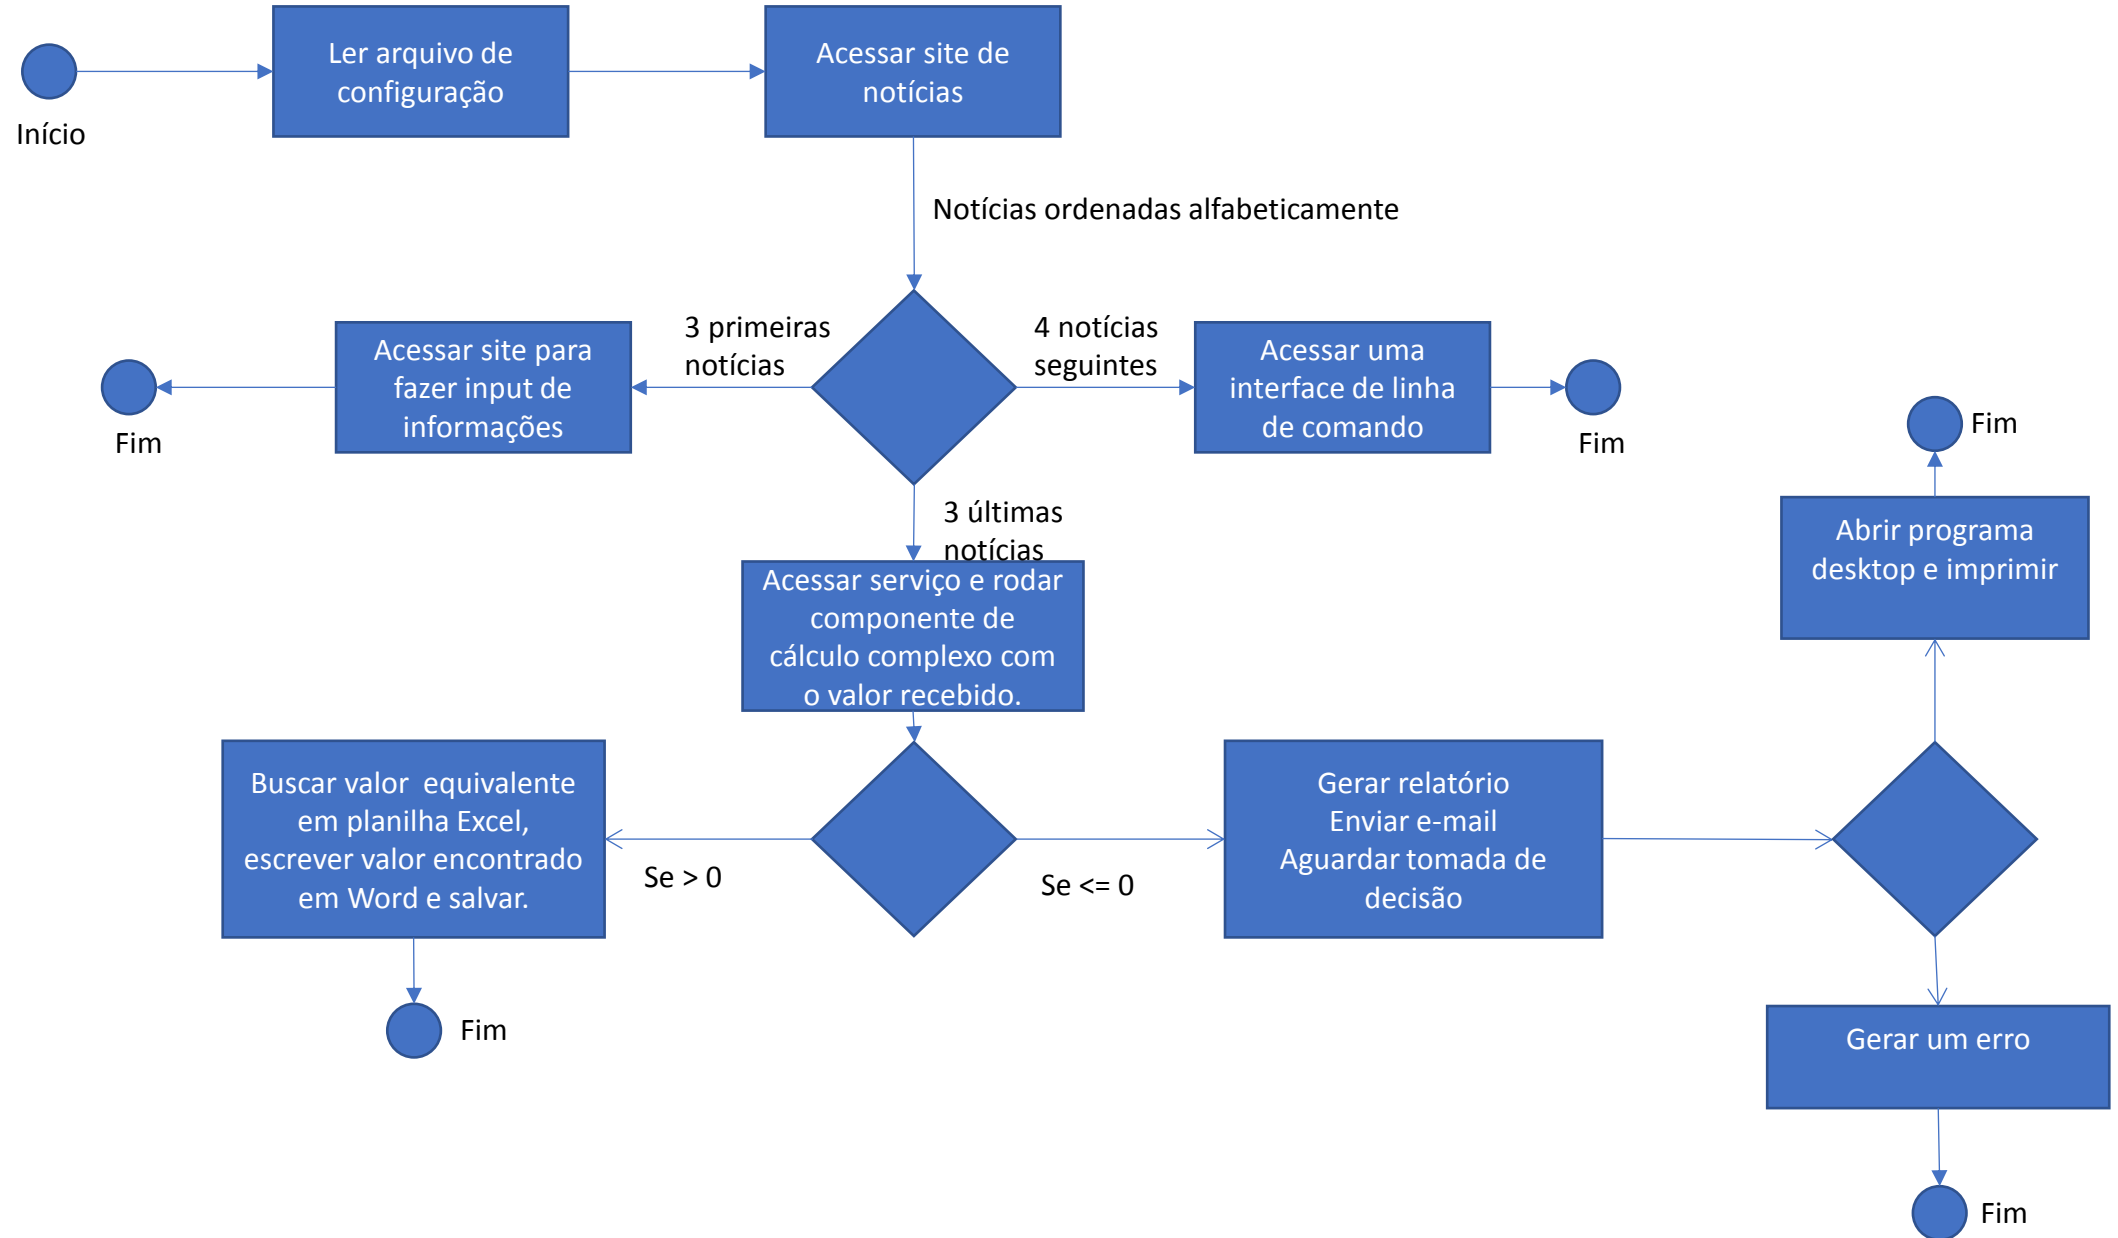 Ler arquivo de
configuração
Acessar site de
notícias
Início
Notícias ordenadas alfabeticamente
3 primeiras
notícias
4 notícias
seguintes
Acessar site para
fazer input de
informações
Acessar uma
interface de linha
de comando
Fim
Fim
Fim
3 últimas
notícias
Abrir programa
desktop e imprimir
Acessar serviço e rodar
componente de
cálculo complexo com
o valor recebido.
Buscar valor  equivalente
em planilha Excel,
escrever valor encontrado
em Word e salvar.
Se > 0
Se <= 0
Gerar relatório
Enviar e-mail
Aguardar tomada de
decisão
Fim
Gerar um erro
Fim